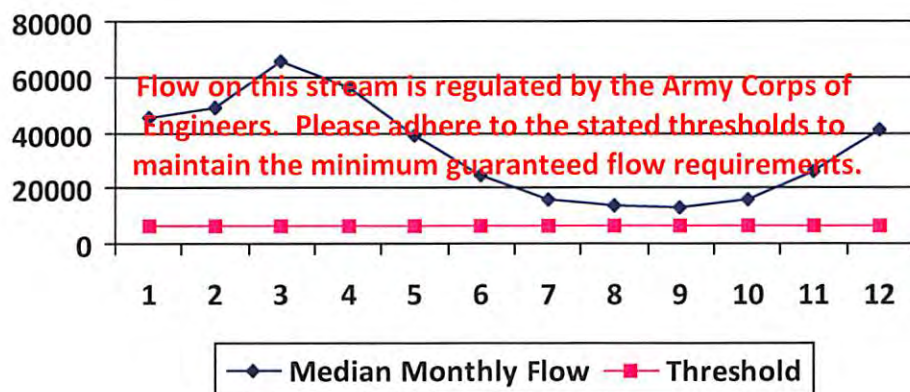 80000
60000
40000
20000
0
Flow on this stream is regulated by the Army Corps of
Engineers. Please adhere to the stated thresholds to
maintain the minimum guaranteed flow requirements.
1 2 3 4 5 6 7 8 9 10 11 12
Median Monthly Flow Threshold